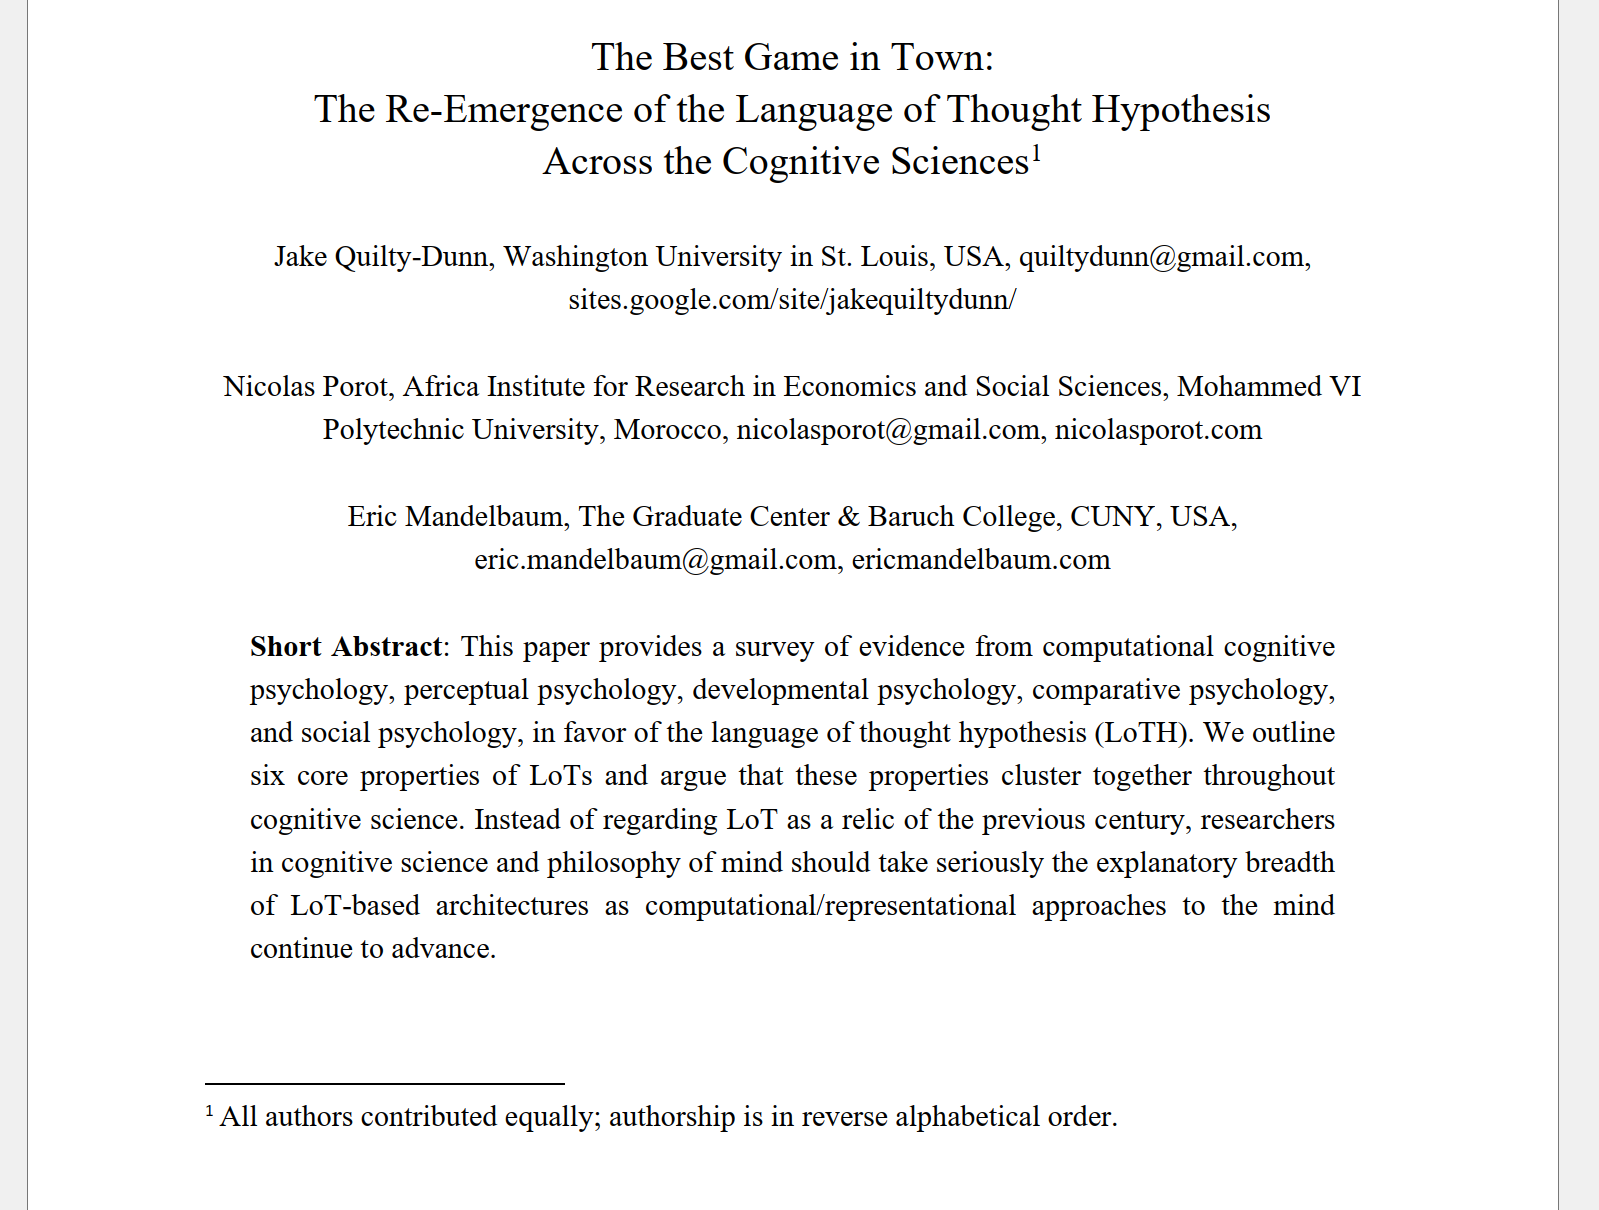 The Best Game in Town:
The Re-Emergence of the Language of Thought Hypothesis
Across the Cognitive Sciences¹
Jake Quilty-Dunn, Washington University in St. Louis, USA, quiltydunn@gmail.com,
sites.google.com/site/jakequiltydunn/
Nicolas Porot, Africa Institute for Research in Economics and Social Sciences, Mohammed VI
Polytechnic University, Morocco, nicolasporot@gmail.com, nicolasporot.com
Eric Mandelbaum, The Graduate Center & Baruch College, CUNY, USA,
eric.mandelbaum@gmail.com, ericmandelbaum.com
Short Abstract: This paper provides a survey of evidence from computational cognitive
psychology, perceptual psychology, developmental psychology, comparative psychology,
and social psychology, in favor of the language of thought hypothesis (LoTH). We outline
six core properties of LoTs and argue that these properties cluster together throughout
cognitive science. Instead of regarding LoT as a relic of the previous century, researchers
in cognitive science and philosophy of mind should take seriously the explanatory breadth
of LoT-based architectures as computational/representational approaches to the mind
continue to advance.
¹ All authors contributed equally; authorship is in reverse alphabetical order.